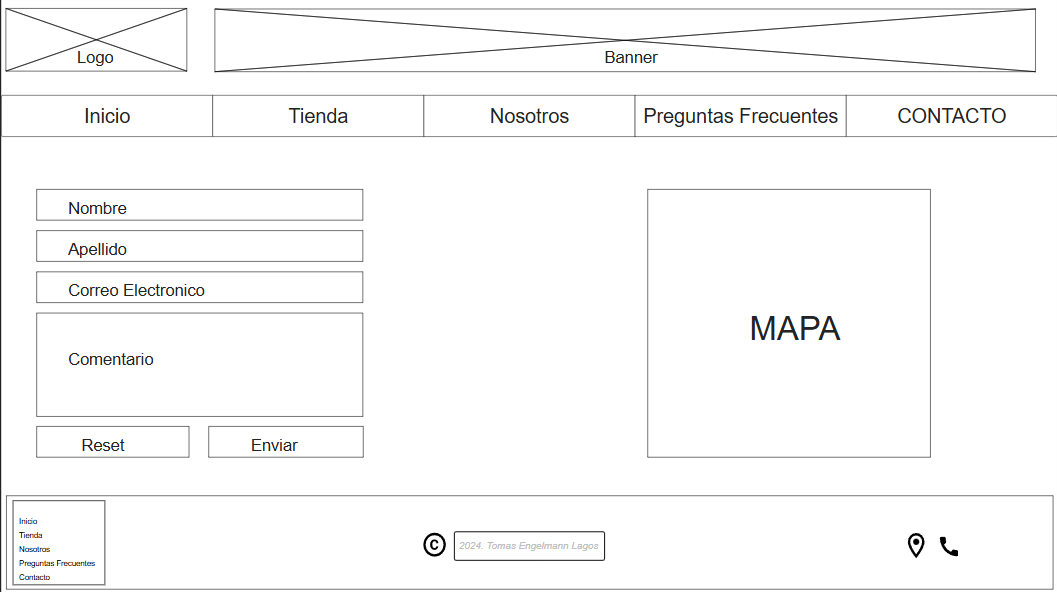 Logo
Banner
Inicio
Tienda
Nosotros
Preguntas Frecuentes
CONTACTO
Nombre
Apellido
Correo Electronico
Comentario
Reset
Enviar
MAPA
Inicio
Tienda
Nosotros
Preguntas Frecuentes
Contacto
© 2024. Tomas Engelmann Lagos